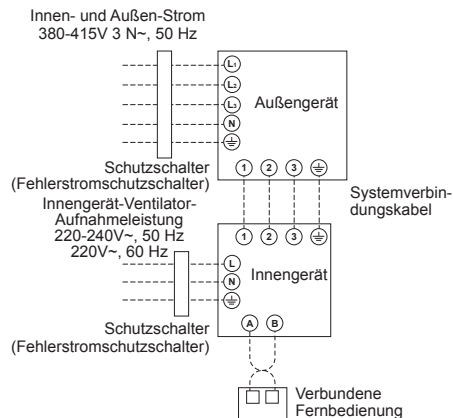 Innen- und Außen-Strom
380-415V 3 N~, 50 Hz
L1
L2
L3
N
Außengerät
Schutzschalter
(Fehlerstromschutzschalter)
1 2 3
Systemverbin-
dungskabel
Innengerät-Ventilator-
Aufnahmeleistung
220-240V~, 50 Hz
220V~, 60 Hz
1 2 3
L
N
Innengerät
Schutzschalter
(Fehlerstromschutzschalter)
A B
Verbundene
Fernbedienung